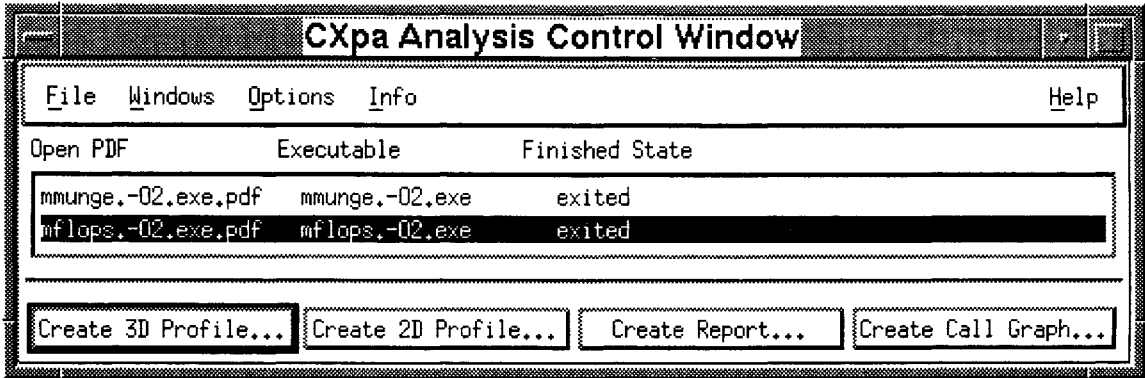 CXpa Analysis Control Window
File Windows Options Info Help
Open PDF Executable Finished State
mmunge.-O2.exe.pdf mmunge.-O2.exe exited
mflops.-O2.exe.pdf mflops.-O2.exe exited
Create 3D Profile... Create 2D Profile... Create Report... Create Call Graph...